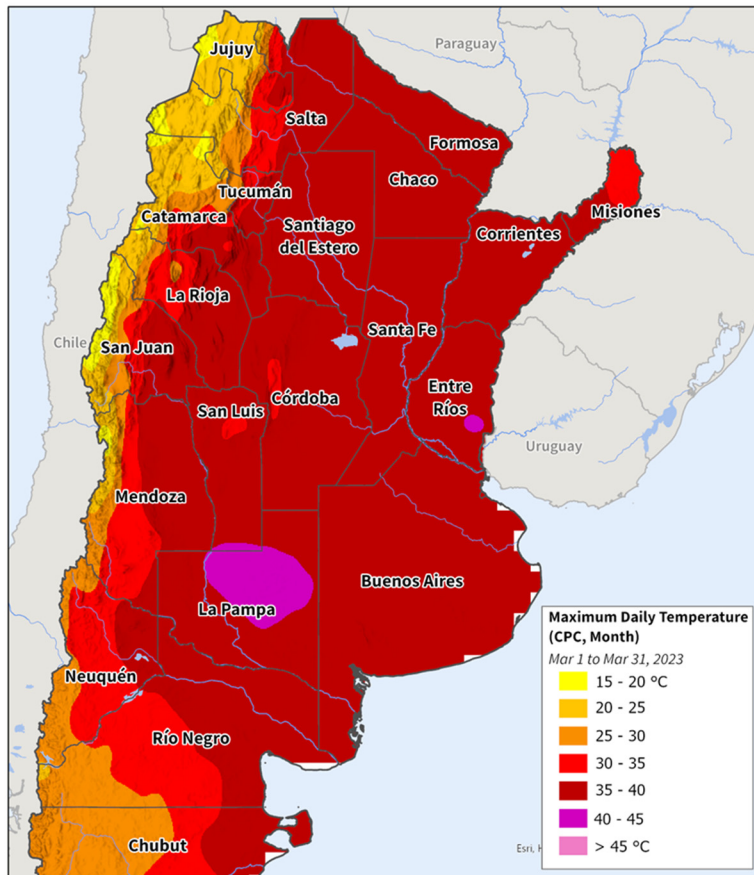 Paraguay
Jujuy
Salta
Formosa
Chaco
Tucumán
Misiones
Catamarca
Santiago
del Estero
Corrientes
La Rioja
Santa Fe
Chile
San Juan
Entre
Ríos
Córdoba
San Luis
Uruguay
Mendoza
Buenos Aires
La Pampa
Neuquén
Río Negro
Chubut
Maximum Daily Temperature
(CPC, Month)
Mar 1 to Mar 31, 2023
15 - 20 ºC
20 - 25
25 - 30
30 - 35
35 - 40
40 - 45
> 45 ºC
Esri,